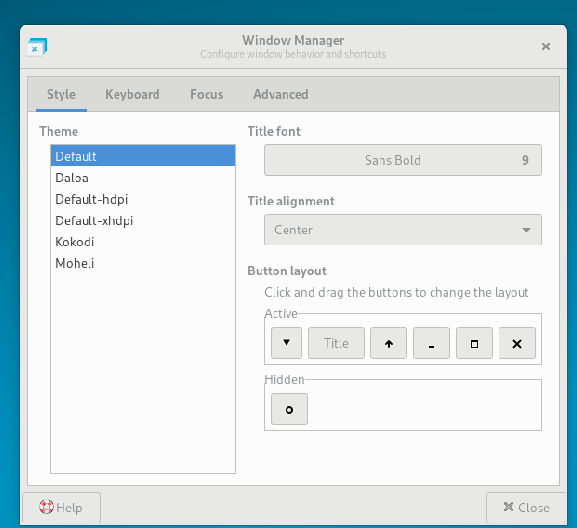 Window Manager
Configure window behavior and shortcuts
Style Keyboard Focus Advanced
Theme
Default
Daloa
Default-hdpi
Default-xhdpi
Kokodi
Moheli
Title font
Sans Bold 9
Title alignment
Center
Button layout
Click and drag the buttons to change the layout
Active
Title
Hidden
Help
Close